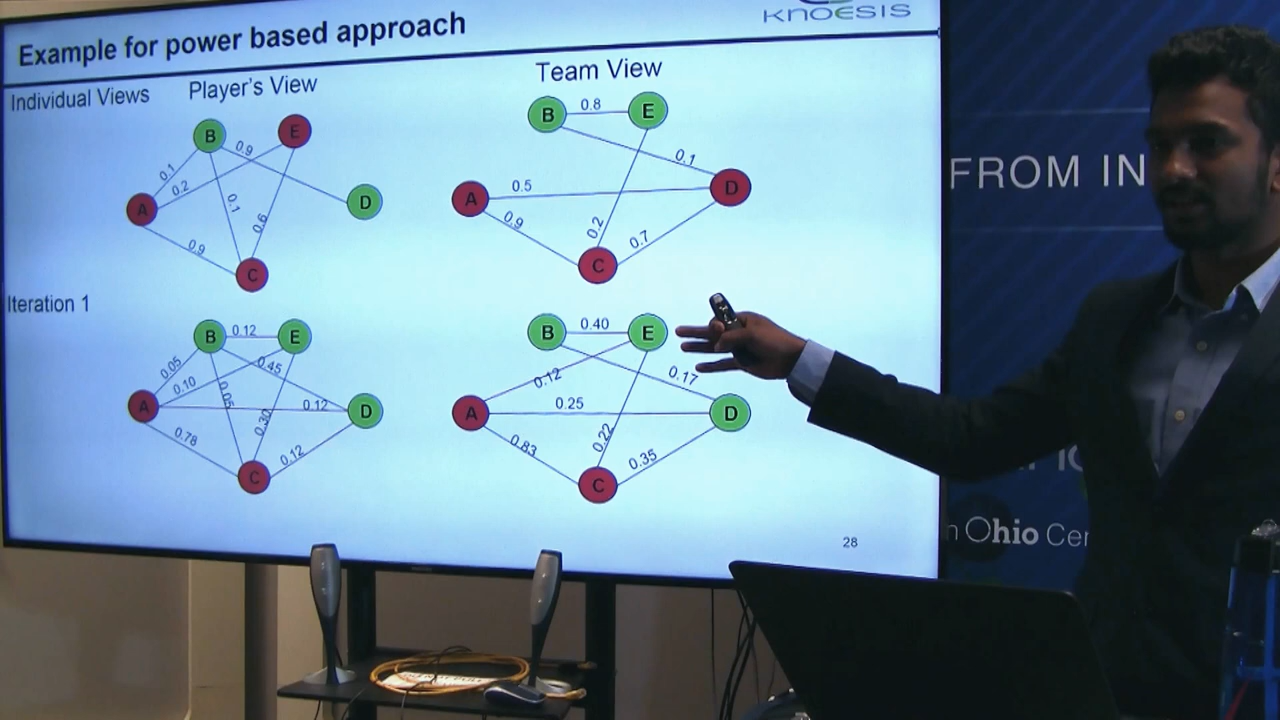 Example for power based approach
KNOESIS
Individual Views
Player's View
Team View
B
E
0.9
0.1
0.2
A
0.1
0.6
D
0.9
C
B
0.8
E
0.1
A
0.5
D
0.9
0.2
0.7
C
Iteration 1
B
0.12
E
0.05
0.45
0.10
A
0.05
0.12
D
0.30
0.78
0.12
C
B
0.40
E
0.12
0.17
A
0.25
D
0.83
0.22
0.35
C
28
FROM IN
Ohio Cer